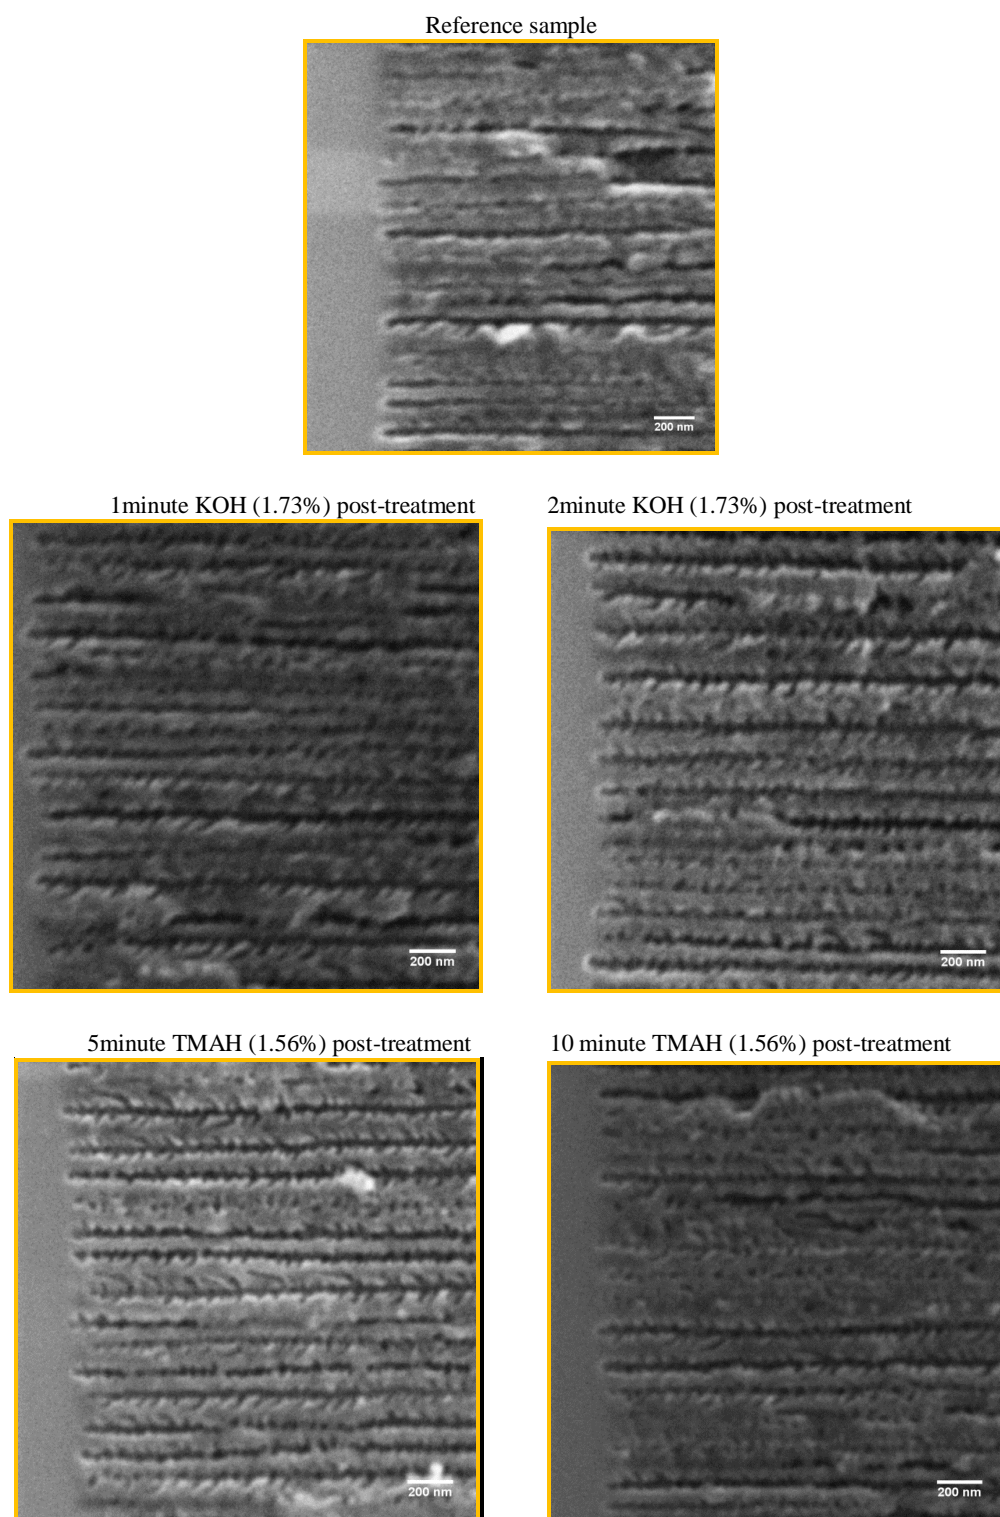 Reference sample
200 nm
1minute KOH (1.73%) post-treatment
2minute KOH (1.73%) post-treatment
200 nm
200 nm
5minute TMAH (1.56%) post-treatment
10 minute TMAH (1.56%) post-treatment
200 nm
200 nm